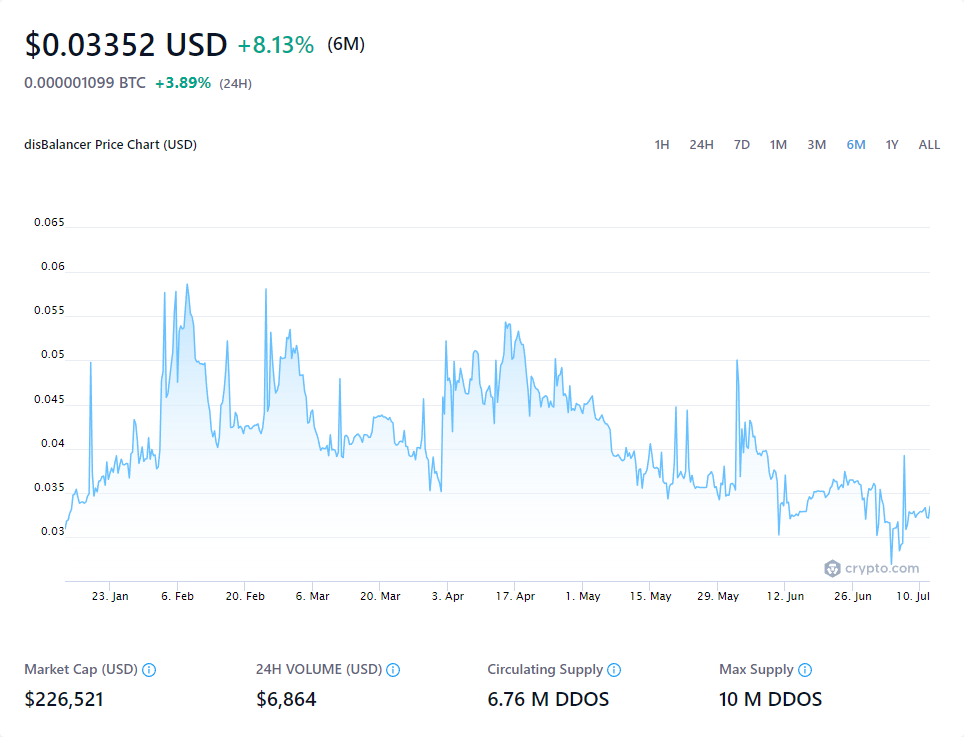 $0.03352 USD +8.13% (6M)
0.000001099 BTC +3.89% (24H)
disBalancer Price Chart (USD) 1H 24H 7D 1M 3M 6M 1Y ALL
0.065
0.06
0.055
0.05
0.045
0.04
0.035
0.03
crypto.com
23. Jan 6. Feb 20. Feb 6. Mar 20. Mar 3. Apr 17. Apr 1. May 15. May 29. May 12. Jun 26. Jun 10. Jul
Market Cap (USD) 24H VOLUME (USD) Circulating Supply Max Supply
$226,521 $6,864 6.76 M DDOS 10 M DDOS